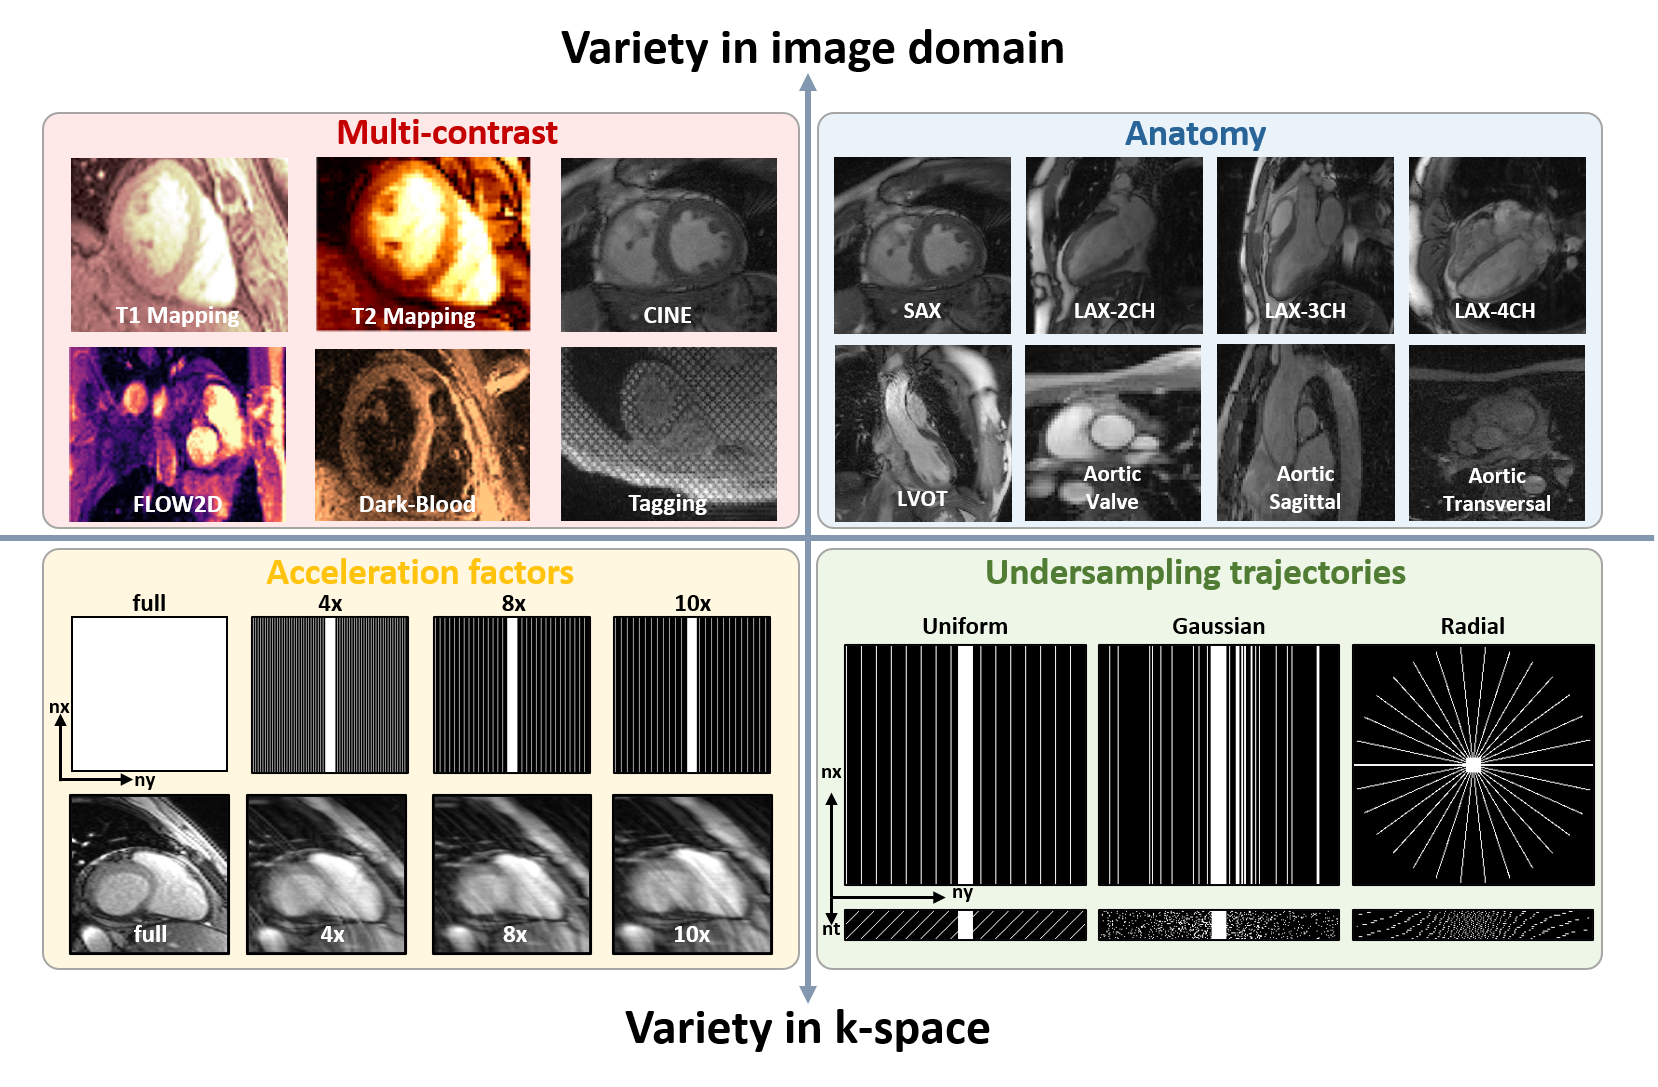 Variety in image domain
Multi-contrast
T1 Mapping
T2 Mapping
CINE
FLOW2D
Dark-Blood
Tagging
Anatomy
SAX
LAX-2CH
LAX-3CH
LAX-4CH
LVOT
Aortic
Valve
Aortic
Sagittal
Aortic
Transversal
Acceleration factors
full
4x
8x
10x
nx
ny
full
4x
8x
10x
Undersampling trajectories
Uniform
Gaussian
Radial
nx
ny
nt
Variety in k-space